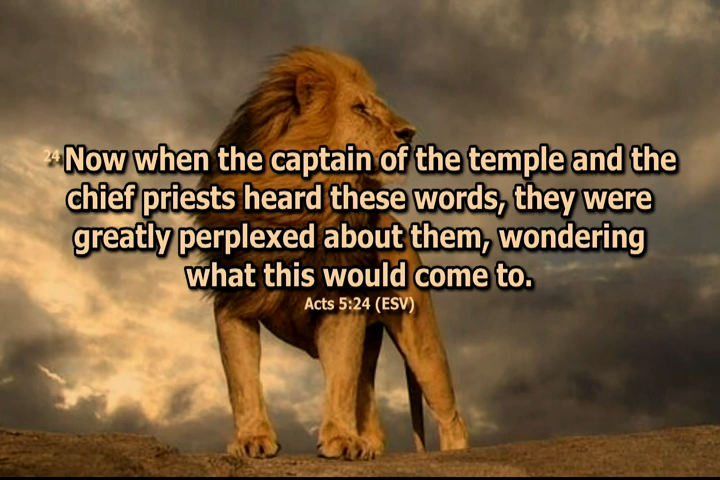 24 Now when the captain of the temple and the
chief priests heard these words, they were
greatly perplexed about them, wondering
what this would come to.
Acts 5:24 (ESV)